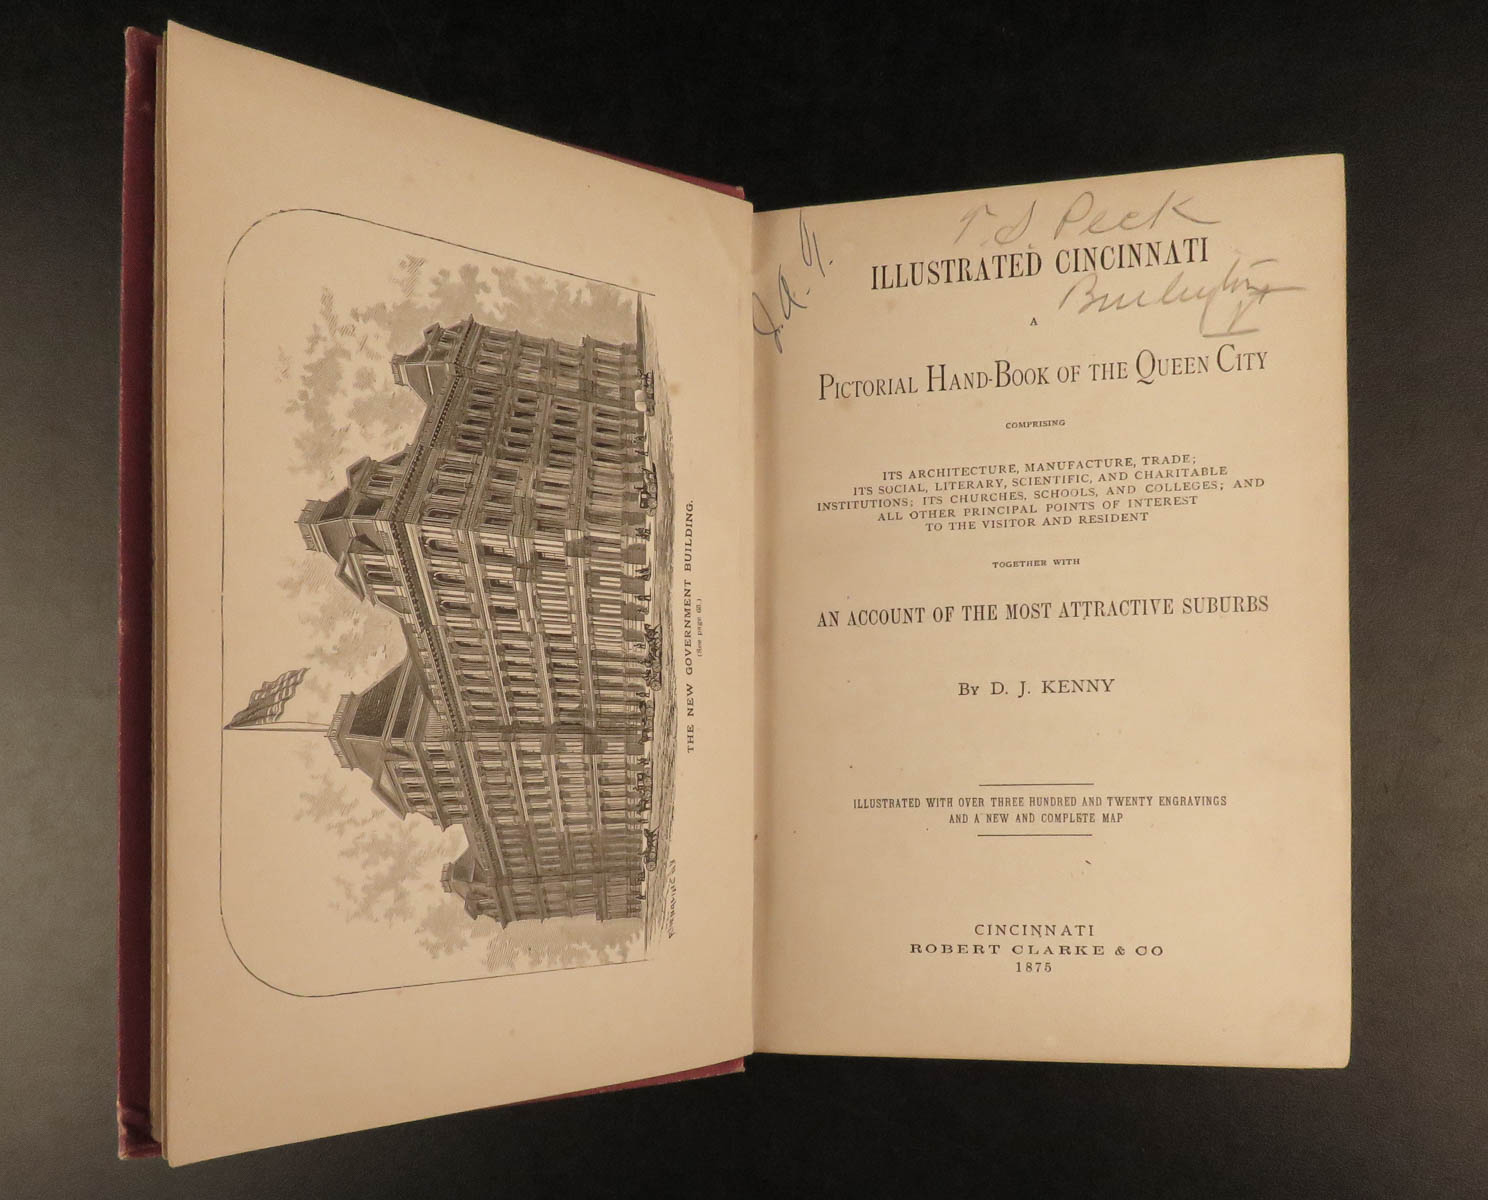 THE NEW GOVERNMENT BUILDING.
(See page 62.)
T. S. Peck
Burlington
ILLUSTRATED CINCINNATI
A
PICTORIAL HAND-BOOK OF THE QUEEN CITY
COMPRISING
ITS ARCHITECTURE, MANUFACTURE, TRADE;
ITS SOCIAL, LITERARY, SCIENTIFIC, AND CHARITABLE
INSTITUTIONS; ITS CHURCHES, SCHOOLS, AND COLLEGES; AND
ALL OTHER PRINCIPAL POINTS OF INTEREST
TO THE VISITOR AND RESIDENT
TOGETHER WITH
AN ACCOUNT OF THE MOST ATTRACTIVE SUBURBS
BY D. J. KENNY
ILLUSTRATED WITH OVER THREE HUNDRED AND TWENTY ENGRAVINGS
AND A NEW AND COMPLETE MAP
CINCINNATI
ROBERT CLARKE & CO
1875